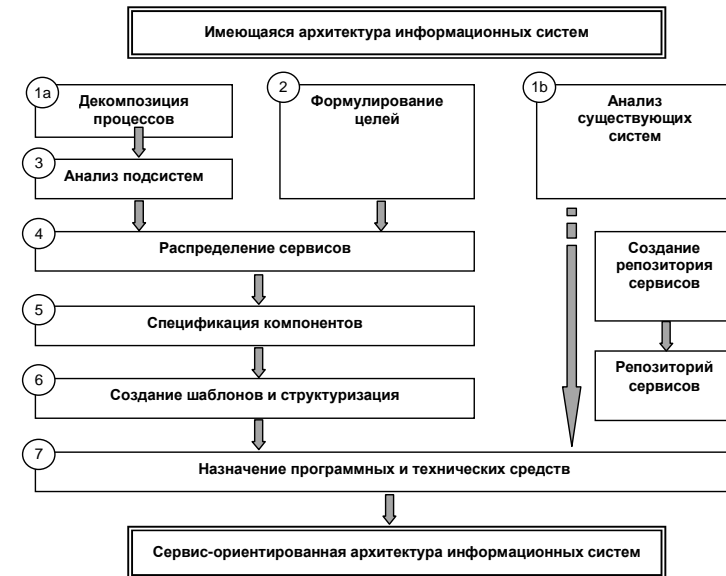 Имеющаяся архитектура информационных систем
1a
Декомпозиция
процессов
2
Формулирование
целей
1b
Анализ
существующих
систем
3
Анализ подсистем
4
Распределение сервисов
Создание
репозитория
сервисов
5
Спецификация компонентов
Репозиторий
сервисов
6
Создание шаблонов и структуризация
7
Назначение программных и технических средств
Сервис-ориентированная архитектура информационных систем